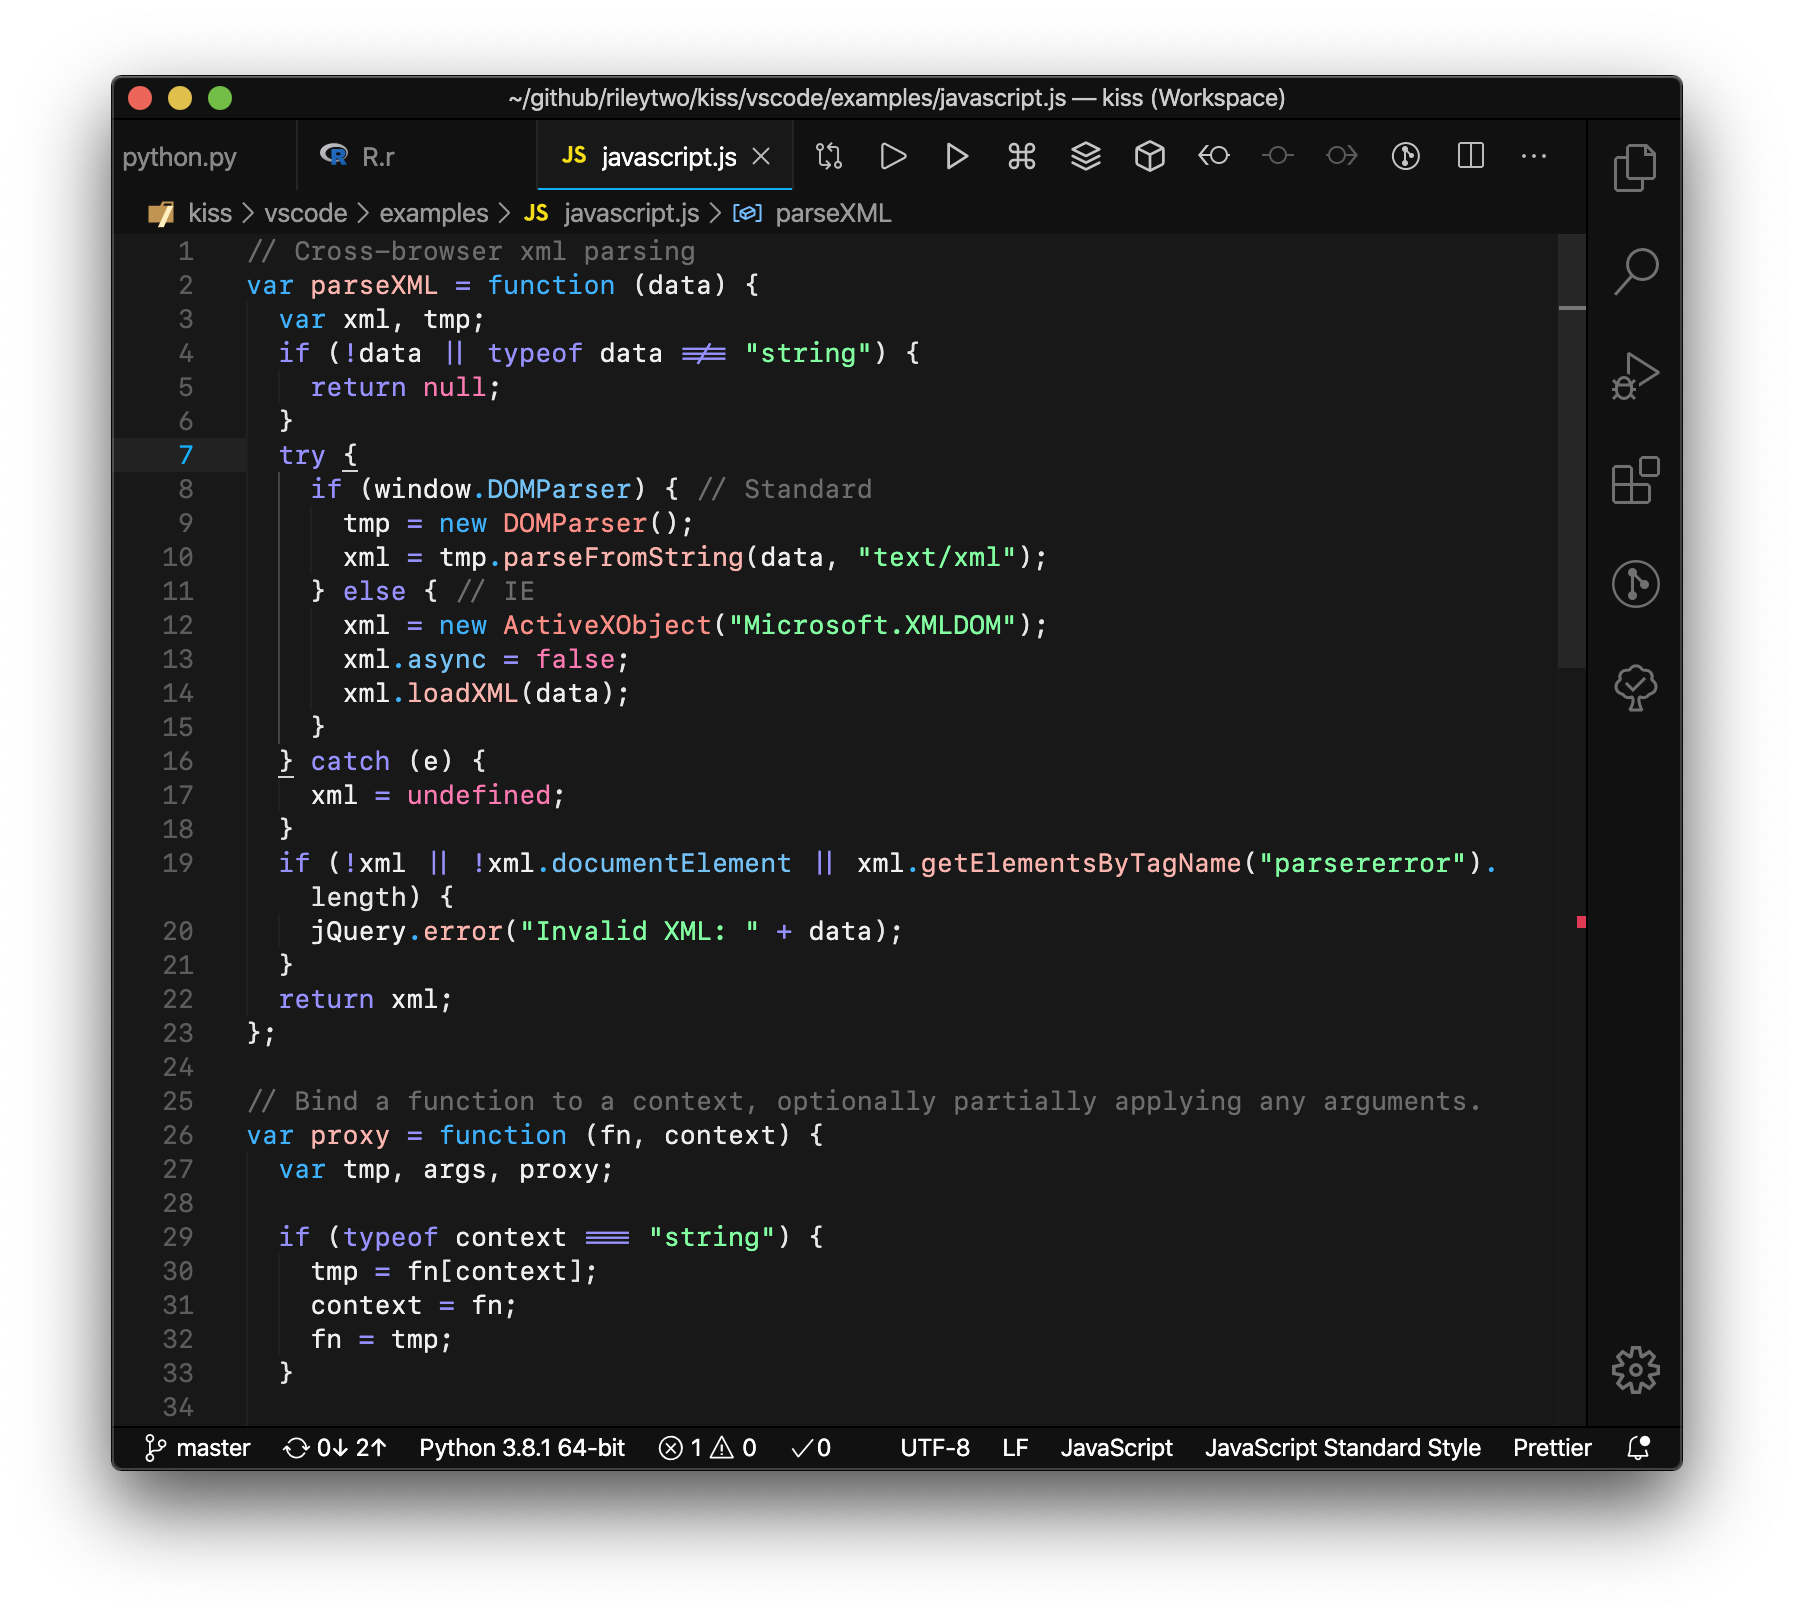 ~/github/rileytwo/kiss/vscode/examples/javascript.js — kiss (Workspace)
python.py R R.r JS javascript.js
kiss > vscode > examples > JS javascript.js > parseXML
1 // Cross-browser xml parsing
2 var parseXML = function (data) {
3 var xml, tmp;
4 if (!data || typeof data !== "string") {
5 return null;
6 }
7 try {
8 if (window.DOMParser) { // Standard
9 tmp = new DOMParser();
10 xml = tmp.parseFromString(data, "text/xml");
11 } else { // IE
12 xml = new ActiveXObject("Microsoft.XMLDOM");
13 xml.async = false;
14 xml.loadXML(data);
15 }
16 } catch (e) {
17 xml = undefined;
18 }
19 if (!xml || !xml.documentElement || xml.getElementsByTagName("parsererror").
length) {
20 jQuery.error("Invalid XML: " + data);
21 }
22 return xml;
23 };
24
25 // Bind a function to a context, optionally partially applying any arguments.
26 var proxy = function (fn, context) {
27 var tmp, args, proxy;
28
29 if (typeof context === "string") {
30 tmp = fn[context];
31 context = fn;
32 fn = tmp;
33 }
34
master 0↓ 2↑ Python 3.8.1 64-bit 1 0 0 UTF-8 LF JavaScript JavaScript Standard Style Prettier